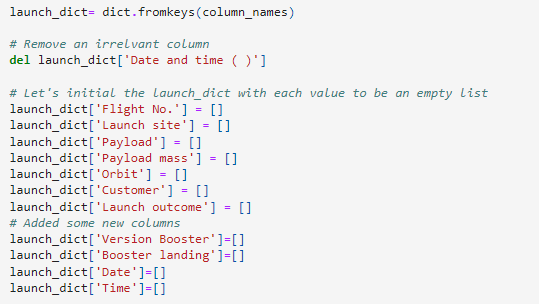 launch_dict= dict.fromkeys(column_names)
# Remove an irrelvant column
del launch_dict['Date and time ( )']
# Let's initial the launch_dict with each value to be an empty list
launch_dict['Flight No.'] = []
launch_dict['Launch site'] = []
launch_dict['Payload'] = []
launch_dict['Payload mass'] = []
launch_dict['Orbit'] = []
launch_dict['Customer'] = []
launch_dict['Launch outcome'] = []
# Added some new columns
launch_dict['Version Booster']=[]
launch_dict['Booster landing']=[]
launch_dict['Date']=[]
launch_dict['Time']=[]